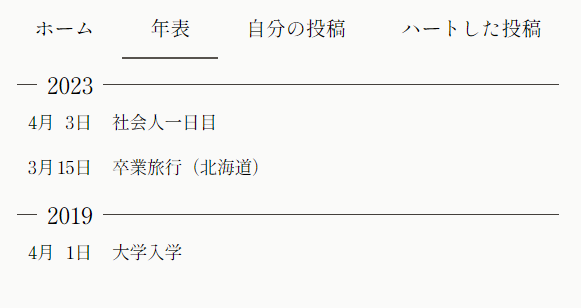 ホーム 年表 自分の投稿 ハートした投稿
2023
4月 3日 社会人一日目
3月15日 卒業旅行（北海道）
2019
4月 1日 大学入学